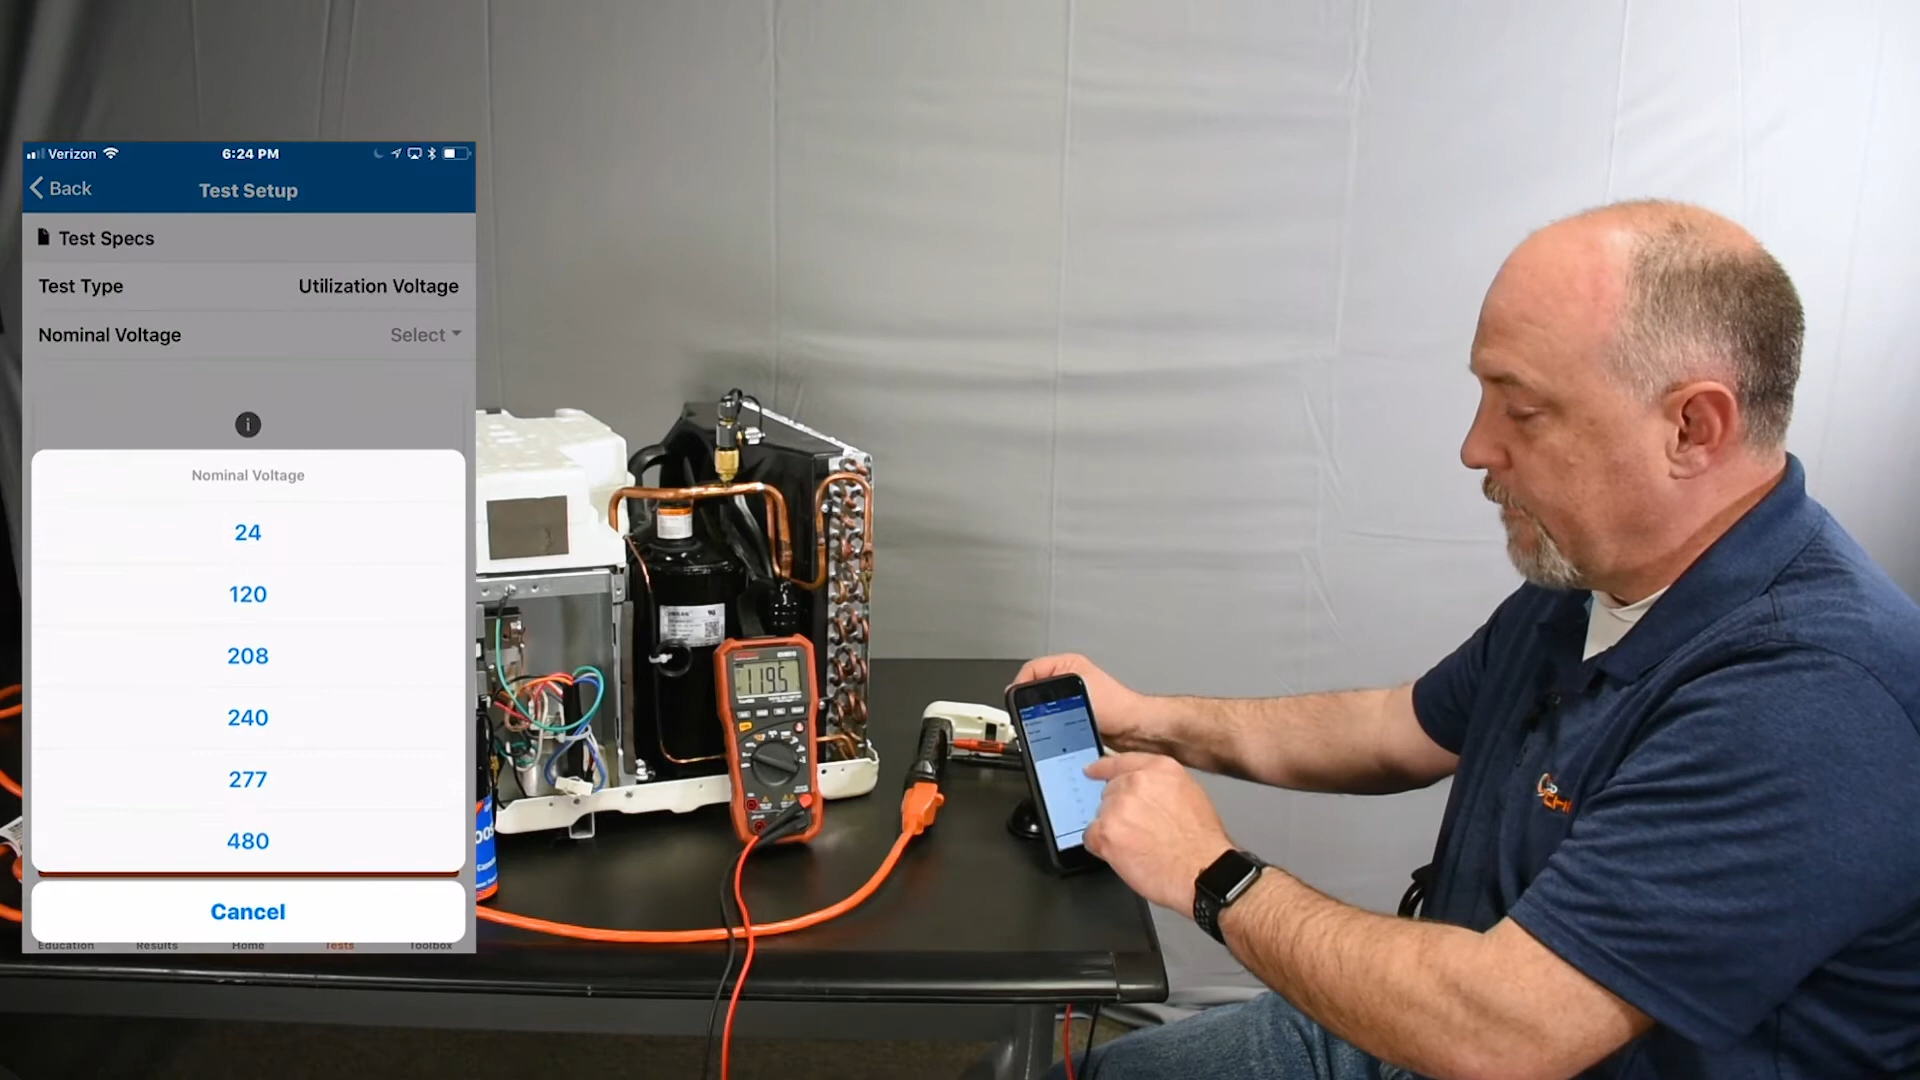 Verizon
6:24 PM
Back
Test Setup
Test Specs
Test Type
Utilization Voltage
Nominal Voltage
Select
i
Nominal Voltage
24
120
208
240
277
480
Cancel
Education
Results
Home
Tests
Toolbox
119.5